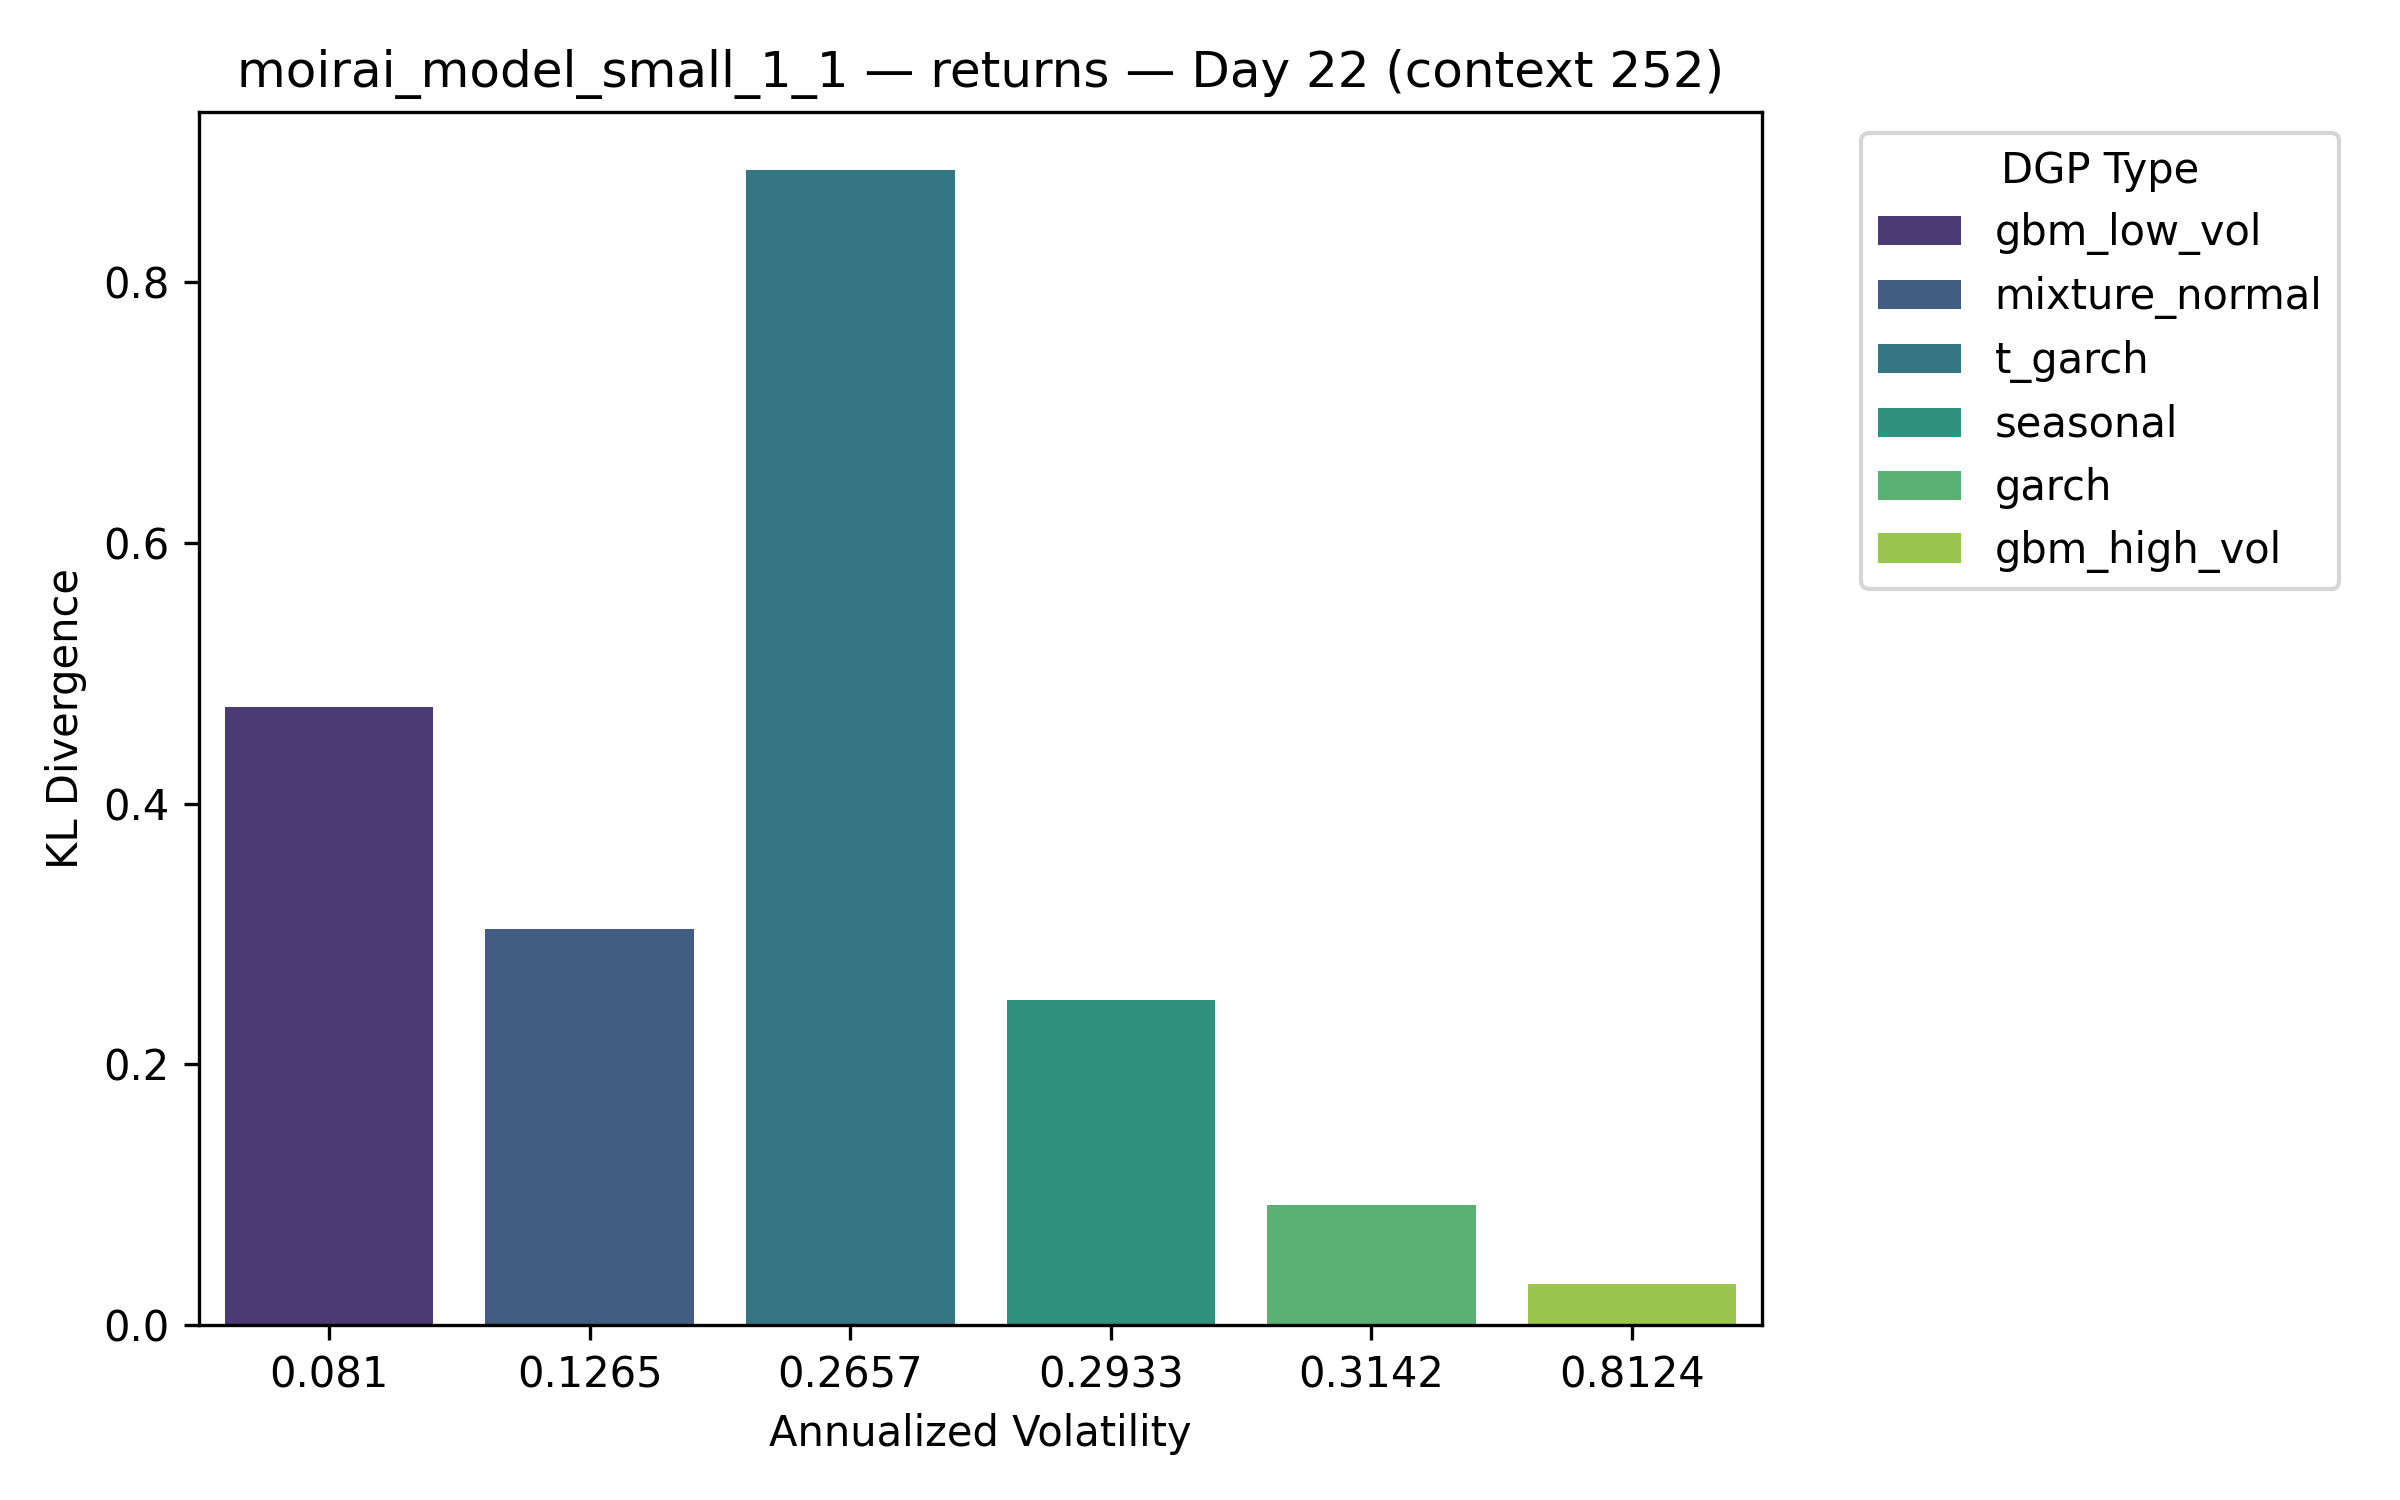 moirai_model_small_1_1 — returns — Day 22 (context 252)
KL Divergence
0.8
0.6
0.4
0.2
0.0
0.081 0.1265 0.2657 0.2933 0.3142 0.8124
Annualized Volatility
DGP Type
gbm_low_vol
mixture_normal
t_garch
seasonal
garch
gbm_high_vol